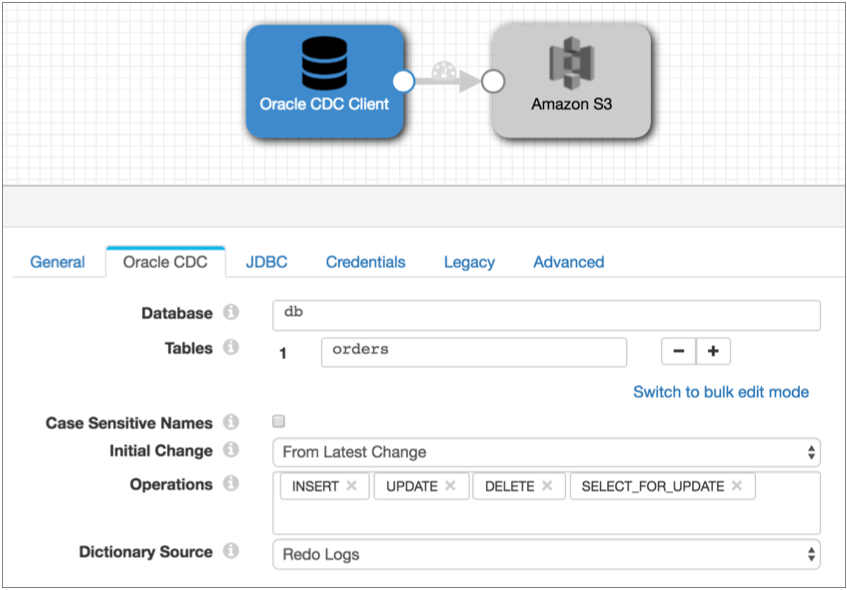 Oracle CDC Client
Amazon S3
General Oracle CDC JDBC Credentials Legacy Advanced
Database db
Tables 1 orders - +
Switch to bulk edit mode
Case Sensitive Names
Initial Change From Latest Change
Operations INSERT × UPDATE × DELETE × SELECT_FOR_UPDATE ×
Dictionary Source Redo Logs